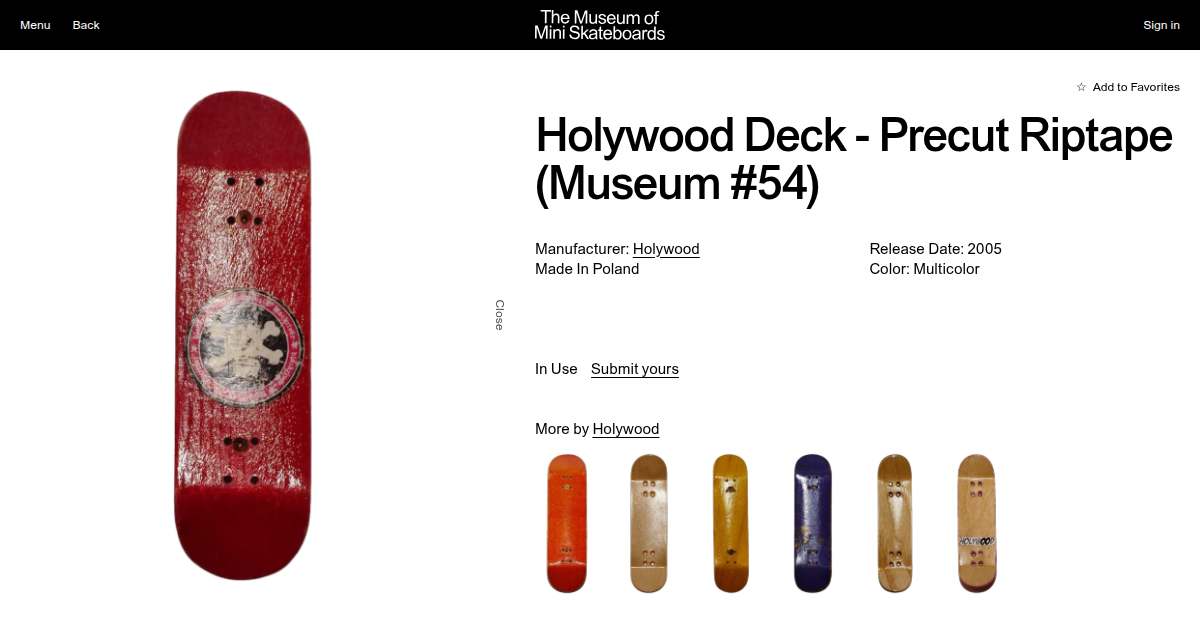 Menu
Back
The Museum of
Mini Skateboards
Sign in
☆ Add to Favorites
Holywood Deck - Precut Riptape
(Museum #54)
Manufacturer: Holywood
Made In Poland
Release Date: 2005
Color: Multicolor
Close
In Use
Submit yours
More by Holywood
HOLYWOOD